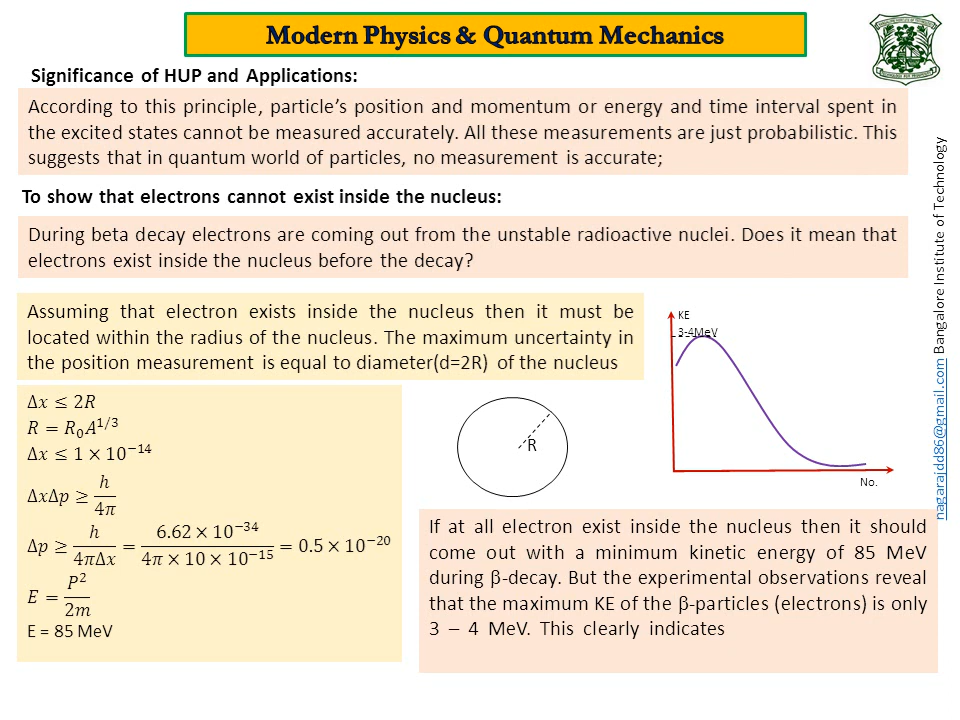 Modern Physics & Quantum Mechanics
Significance of HUP and Applications:
According to this principle, particle’s position and momentum or energy and time interval spent in
the excited states cannot be measured accurately. All these measurements are just probabilistic. This
suggests that in quantum world of particles, no measurement is accurate;
To show that electrons cannot exist inside the nucleus:
During beta decay electrons are coming out from the unstable radioactive nuclei. Does it mean that
electrons exist inside the nucleus before the decay?
Assuming that electron exists inside the nucleus then it must be
located within the radius of the nucleus. The maximum uncertainty in
the position measurement is equal to diameter(d=2R) of the nucleus
Δx ≤ 2R
R = R₀A^{1/3}
Δx ≤ 1 × 10⁻¹⁴
ΔxΔp ≥ h/4π
Δp ≥ h/4πΔx = 6.62 × 10⁻³⁴/4π × 10 × 10⁻¹⁵ = 0.5 × 10⁻²⁰
E = P²/2m
E = 85 MeV
R
KE
3-4MeV
No.
If at all electron exist inside the nucleus then it should
come out with a minimum kinetic energy of 85 MeV
during β-decay. But the experimental observations reveal
that the maximum KE of the β-particles (electrons) is only
3 – 4 MeV. This clearly indicates
nagarajdd86@gmail.com Bangalore Institute of Technology